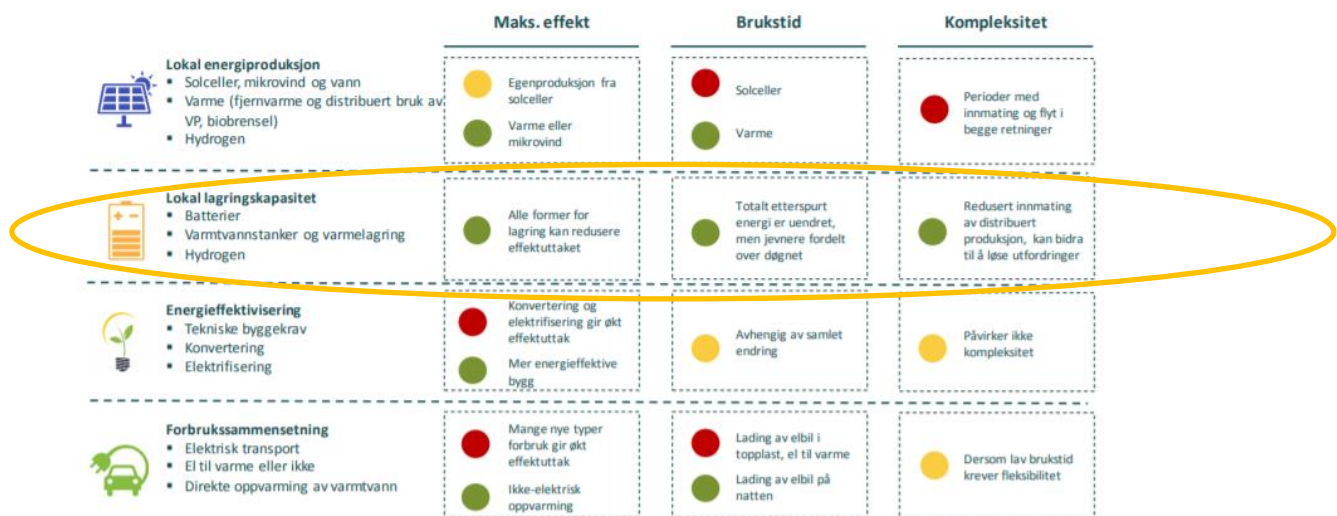 Maks. effekt
Brukstid
Kompleksitet
Lokal energiproduksjon
▪ Solceller, mikrovind og vann
▪ Varme (fjernvarme og distribuert bruk av
VP, biobrensel)
▪ Hydrogen
Egenproduksjon fra
solceller
Varme eller
mikrovind
Solceller
Varme
Perioder med
innmating og flyt i
begge retninger
Lokal lagringskapasitet
▪ Batterier
▪ Varmtvannstanker og varmelagring
▪ Hydrogen
Alle former for
lagring kan redusere
effektuttaket
Totalt etterspurt
energi er uendret,
men jevnere fordelt
over døgnet
Redusert innmating
av distribuert
produksjon, kan bidra
til å løse utfordringer
Energieffektivisering
▪ Tekniske byggekrav
▪ Konvertering
▪ Elektrifisering
Konvertering og
elektrifisering gir økt
effektuttak
Mer energieffektive
bygg
Avhengig av samlet
endring
Påvirker ikke
kompleksitet
Forbrukssammensetning
▪ Elektrisk transport
▪ El til varme eller ikke
▪ Direkte oppvarming av varmtvann
Mange nye typer
forbruk gir økt
effektuttak
Ikke-elektrisk
oppvarming
Lading av elbil i
topplast, el til varme
Lading av elbil på
natten
Dersom lav brukstid
krever fleksibilitet